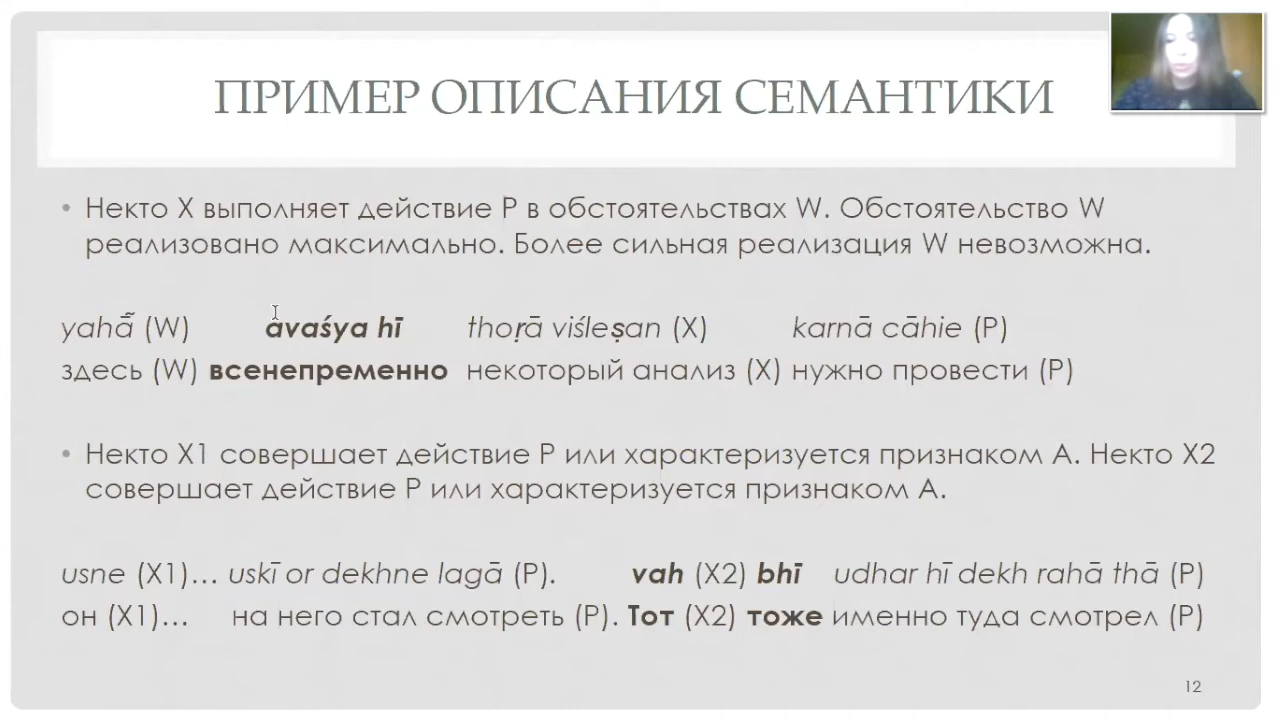 ПРИМЕР ОПИСАНИЯ СЕМАНТИКИ
• Некто X выполняет действие P в обстоятельствах W. Обстоятельство W
реализовано максимально. Более сильная реализация W невозможна.
yahā̃ (W) avaśya hī thoṛā viśleṣan (X) karnā cāhie (P)
здесь (W) всенепременно некоторый анализ (X) нужно провести (P)
• Некто X1 совершает действие P или характеризуется признаком А. Некто X2
совершает действие P или характеризуется признаком А.
usne (X1)… uskī or dekhne lagā (P). vah (X2) bhī udhar hī dekh rahā thā (P)
он (X1)… на него стал смотреть (P). Тот (X2) тоже именно туда смотрел (P)
12